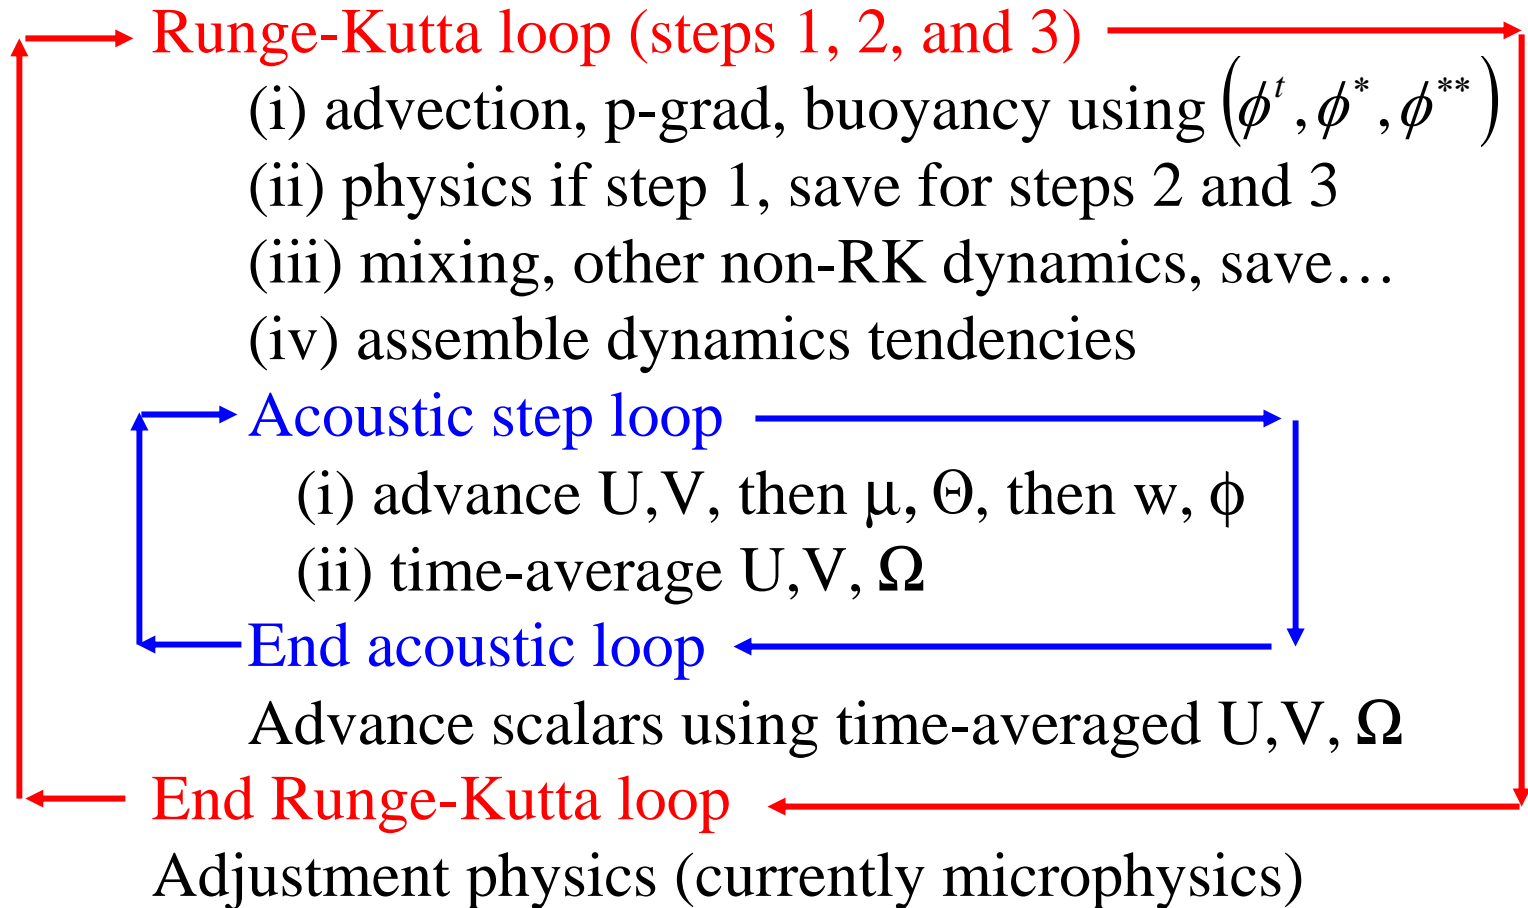 Runge-Kutta loop (steps 1, 2, and 3)
(i) advection, p-grad, buoyancy using (ϕᵗ, ϕ*, ϕ**)
(ii) physics if step 1, save for steps 2 and 3
(iii) mixing, other non-RK dynamics, save…
(iv) assemble dynamics tendencies
Acoustic step loop
(i) advance U,V, then μ, Θ, then w, ϕ
(ii) time-average U,V, Ω
End acoustic loop
Advance scalars using time-averaged U,V, Ω
End Runge-Kutta loop
Adjustment physics (currently microphysics)